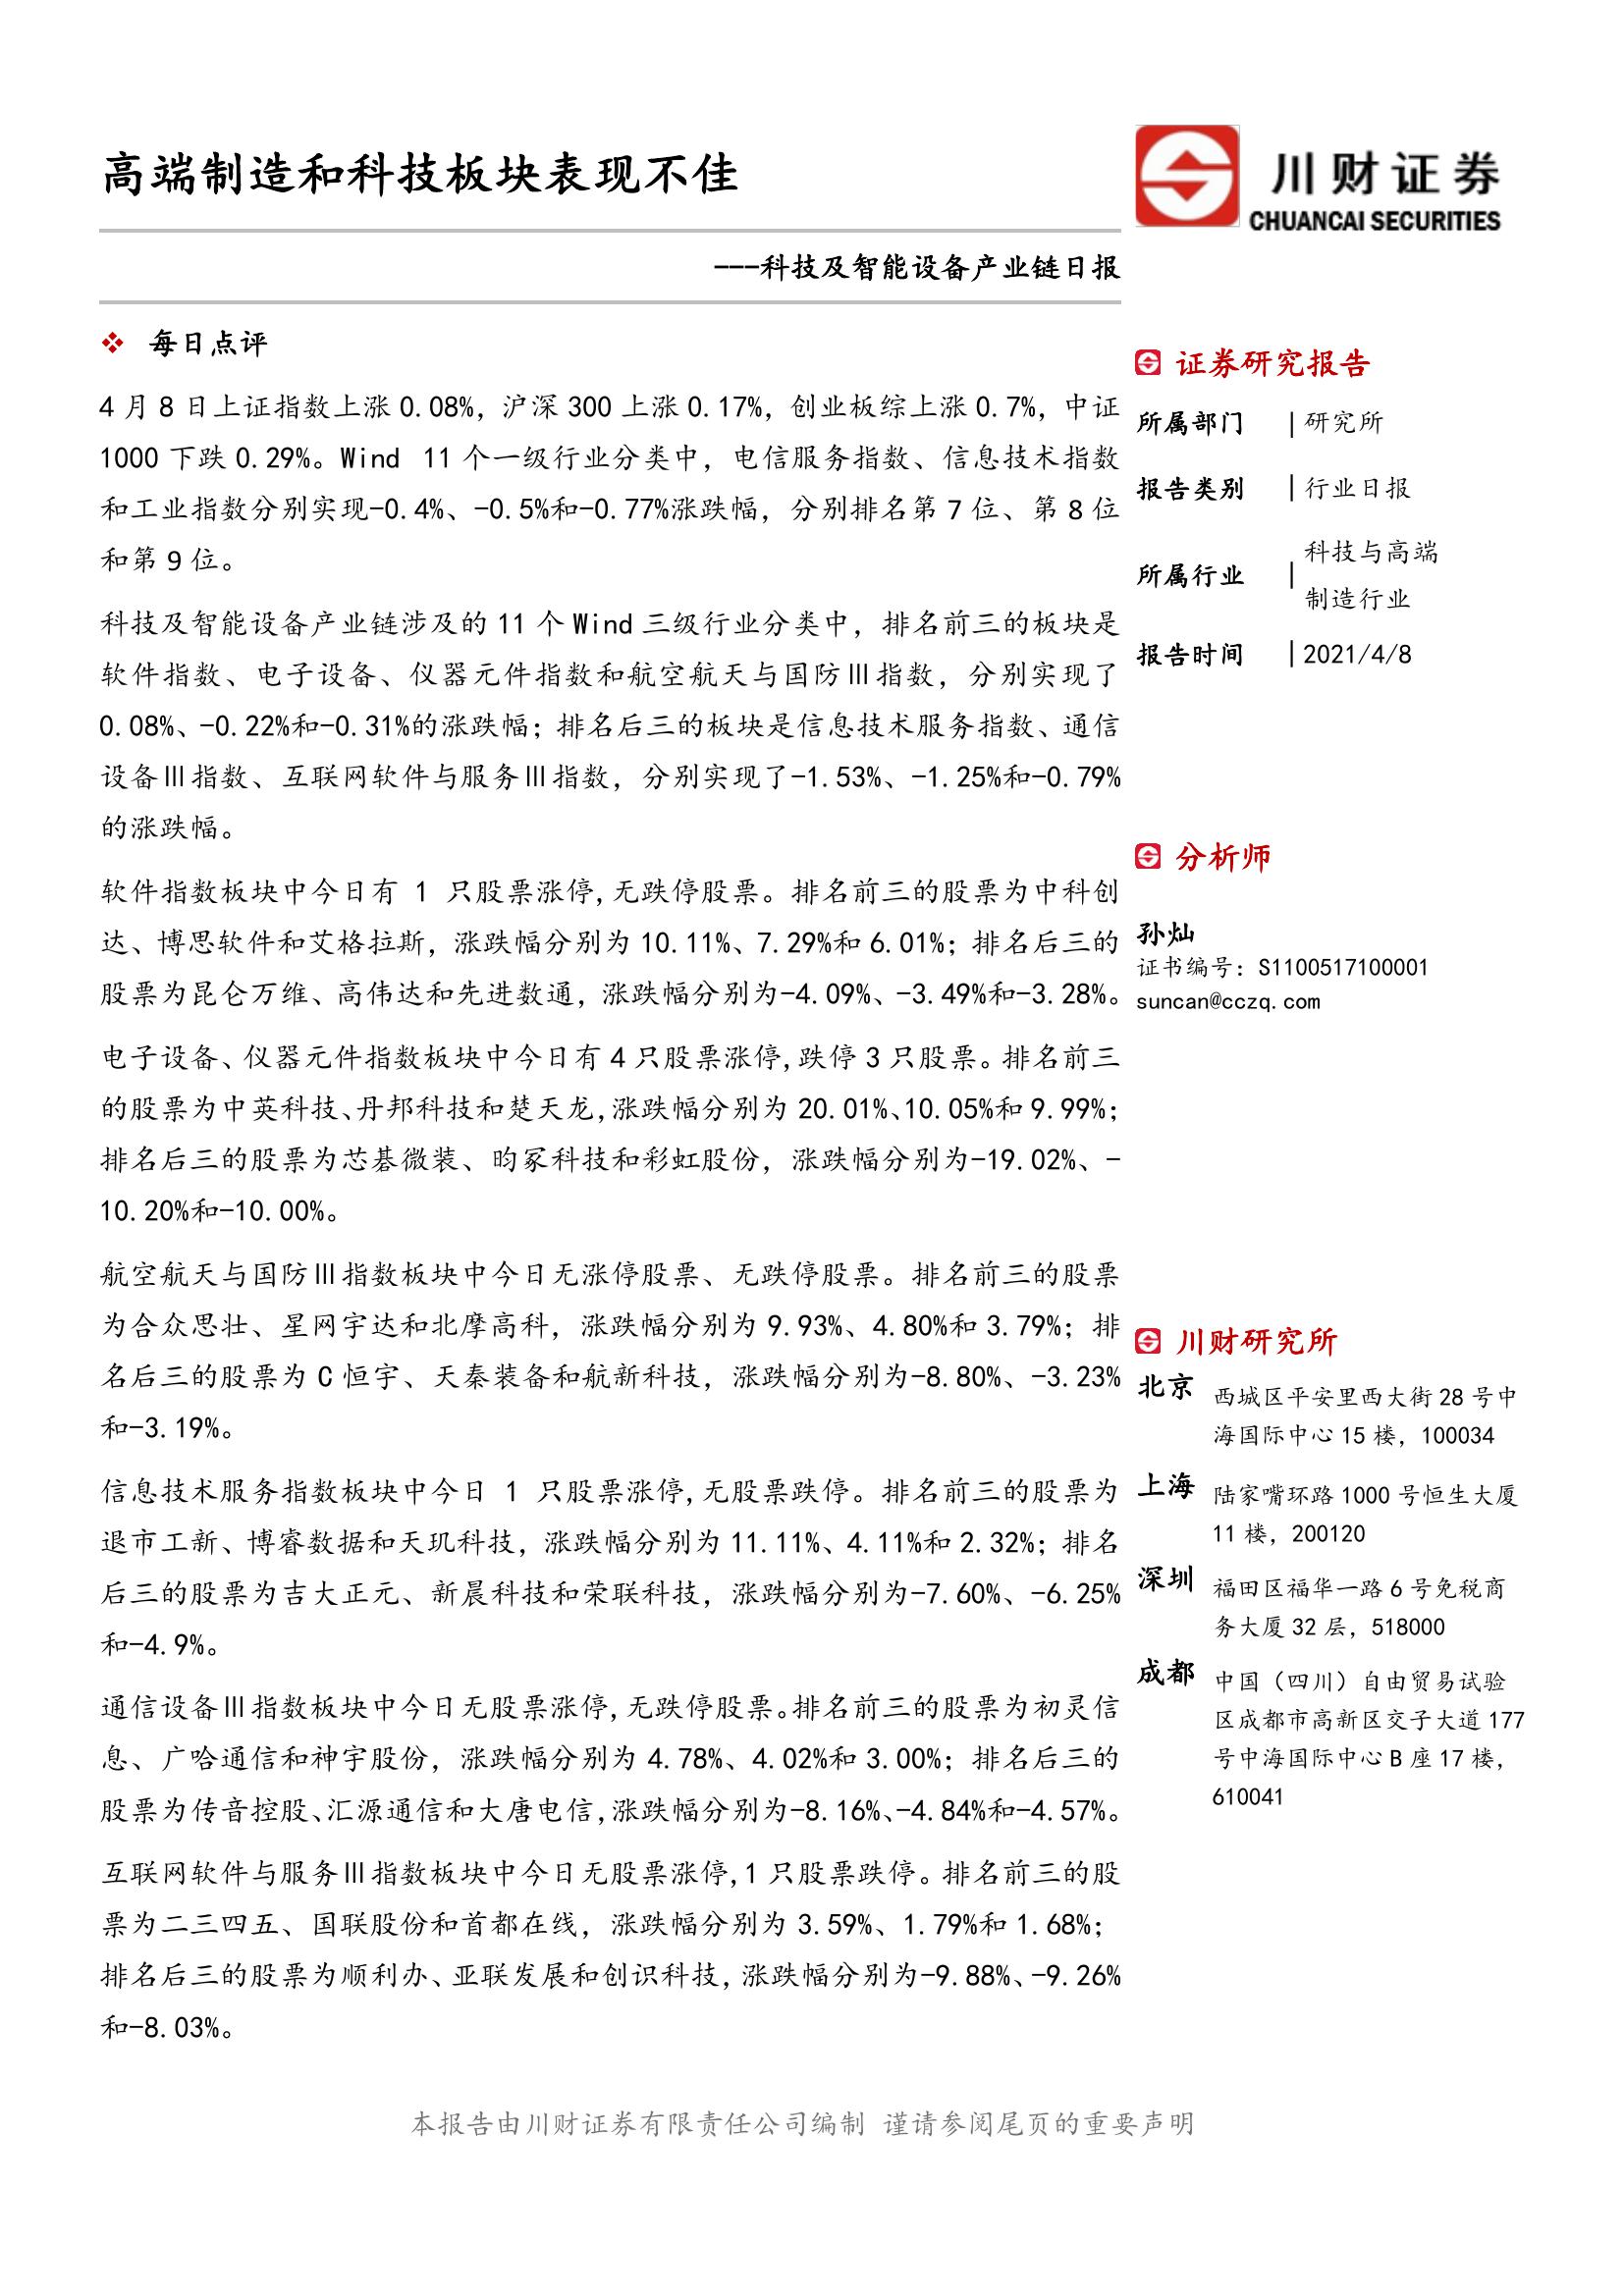 高端制造和科技板块表现不佳
川财证券
CHUANCAI SECURITIES
---科技及智能设备产业链日报
每日点评
4 月 8 日上证指数上涨 0.08%，沪深 300 上涨 0.17%，创业板综上涨 0.7%，中证
1000 下跌 0.29%。Wind 11 个一级行业分类中，电信服务指数、信息技术指数
和工业指数分别实现-0.4%、-0.5%和-0.77%涨跌幅，分别排名第 7 位、第 8 位
和第 9 位。
科技及智能设备产业链涉及的 11 个 Wind 三级行业分类中，排名前三的板块是
软件指数、电子设备、仪器元件指数和航空航天与国防Ⅲ指数，分别实现了
0.08%、-0.22%和-0.31%的涨跌幅；排名后三的板块是信息技术服务指数、通信
设备Ⅲ指数、互联网软件与服务Ⅲ指数，分别实现了-1.53%、-1.25%和-0.79%
的涨跌幅。
软件指数板块中今日有 1 只股票涨停,无跌停股票。排名前三的股票为中科创
达、博思软件和艾格拉斯，涨跌幅分别为 10.11%、7.29%和 6.01%；排名后三的
股票为昆仑万维、高伟达和先进数通，涨跌幅分别为-4.09%、-3.49%和-3.28%。
电子设备、仪器元件指数板块中今日有 4 只股票涨停,跌停 3 只股票。排名前三
的股票为中英科技、丹邦科技和楚天龙,涨跌幅分别为 20.01%、10.05%和 9.99%；
排名后三的股票为芯碁微装、昀冢科技和彩虹股份，涨跌幅分别为-19.02%、-
10.20%和-10.00%。
航空航天与国防Ⅲ指数板块中今日无涨停股票、无跌停股票。排名前三的股票
为合众思壮、星网宇达和北摩高科，涨跌幅分别为 9.93%、4.80%和 3.79%；排
名后三的股票为 C 恒宇、天秦装备和航新科技，涨跌幅分别为-8.80%、-3.23%
和-3.19%。
信息技术服务指数板块中今日 1 只股票涨停,无股票跌停。排名前三的股票为
退市工新、博睿数据和天玑科技，涨跌幅分别为 11.11%、4.11%和 2.32%；排名
后三的股票为吉大正元、新晨科技和荣联科技，涨跌幅分别为-7.60%、-6.25%
和-4.9%。
通信设备Ⅲ指数板块中今日无股票涨停,无跌停股票。排名前三的股票为初灵信
息、广哈通信和神宇股份，涨跌幅分别为 4.78%、4.02%和 3.00%；排名后三的
股票为传音控股、汇源通信和大唐电信,涨跌幅分别为-8.16%、-4.84%和-4.57%。
互联网软件与服务Ⅲ指数板块中今日无股票涨停,1 只股票跌停。排名前三的股
票为二三四五、国联股份和首都在线，涨跌幅分别为 3.59%、1.79%和 1.68%；
排名后三的股票为顺利办、亚联发展和创识科技,涨跌幅分别为-9.88%、-9.26%
和-8.03%。
证券研究报告
所属部门 | 研究所
报告类别 | 行业日报
所属行业 | 科技与高端
制造行业
报告时间 | 2021/4/8
分析师
孙灿
证书编号：S1100517100001
suncan@cczq.com
川财研究所
北京 西城区平安里西大街 28 号中
海国际中心 15 楼，100034
上海 陆家嘴环路 1000 号恒生大厦
11 楼，200120
深圳 福田区福华一路 6 号免税商
务大厦 32 层，518000
成都 中国（四川）自由贸易试验
区成都市高新区交子大道 177
号中海国际中心 B 座 17 楼，
610041
本报告由川财证券有限责任公司编制 谨请参阅尾页的重要声明